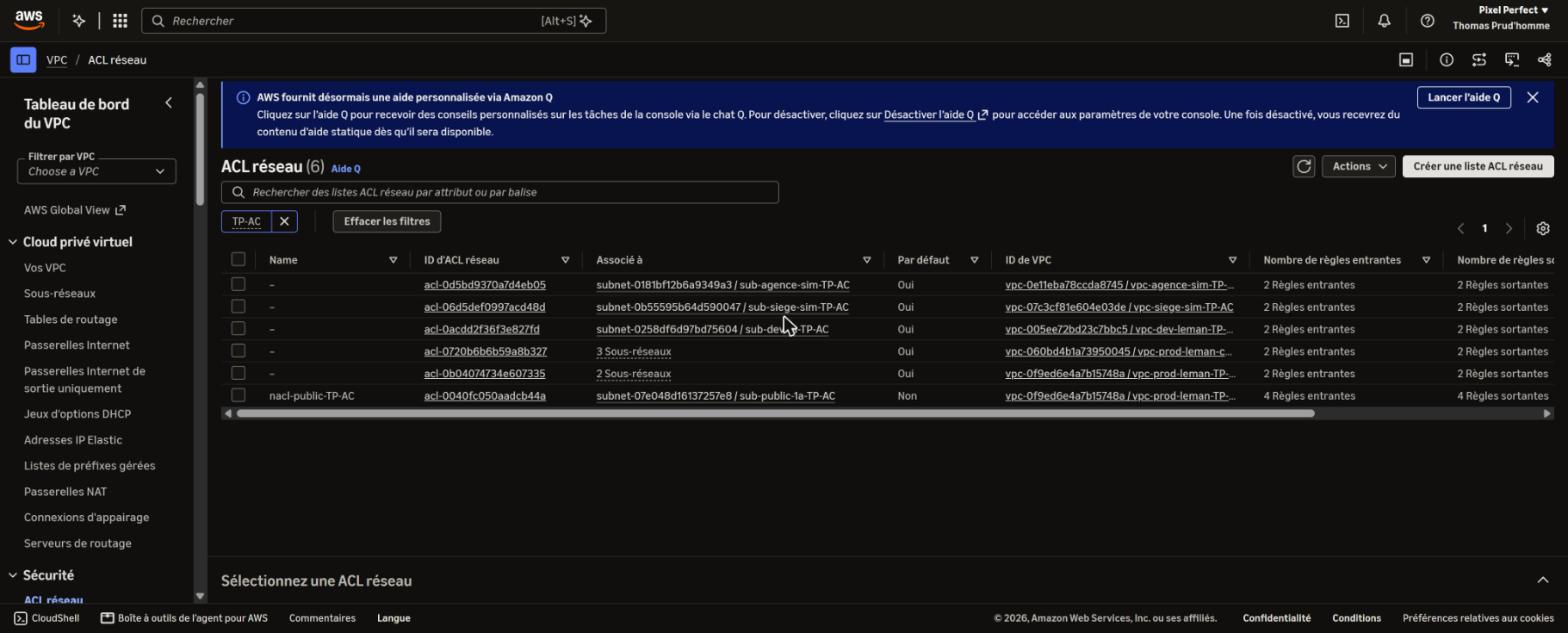 aws
Rechercher [Alt+S]
Pixel Perfect
Thomas Prud'homme
VPC / ACL réseau
Tableau de bord
du VPC
Filtrer par VPC
Choose a VPC
AWS Global View
Cloud privé virtuel
Vos VPC
Sous-réseaux
Tables de routage
Passerelles Internet
Passerelles Internet de
sortie uniquement
Jeux d'options DHCP
Adresses IP Elastic
Listes de préfixes gérées
Passerelles NAT
Connexions d'appairage
Serveurs de routage
Sécurité
ACL réseau
AWS fournit désormais une aide personnalisée via Amazon Q
Cliquez sur l'aide Q pour recevoir des conseils personnalisés sur les tâches de la console via le chat Q. Pour désactiver, cliquez sur Désactiver l'aide Q pour accéder aux paramètres de votre console. Une fois désactivé, vous recevrez du
contenu d'aide statique dès qu'il sera disponible.
Lancer l'aide Q
ACL réseau (6) Aide Q
Actions
Créer une liste ACL réseau
Rechercher des listes ACL réseau par attribut ou par balise
TP-AC
Effacer les filtres
1
Name ID d'ACL réseau Associé à Par défaut ID de VPC Nombre de règles entrantes Nombre de règles so
– acl-0d5bd9370a7d4eb05 subnet-0181bf12b6a9349a3 / sub-agence-sim-TP-AC Oui vpc-0e11eba78ccda8745 / vpc-agence-sim-TP-... 2 Règles entrantes 2 Règles sortantes
– acl-06d5def0997acd48d subnet-0b55595b64d590047 / sub-siege-sim-TP-AC Oui vpc-07c3cf81e604e03de / vpc-siege-sim-TP-AC 2 Règles entrantes 2 Règles sortantes
– acl-0acdd2f36f3e827fd subnet-0258df6d97bd75604 / TP-AC Oui vpc-005ee72bd23c7bbc5 / vpc-dev-leman-TP-... 2 Règles entrantes 2 Règles sortantes
– acl-0720b6b6b59a8b327 3 Sous-réseaux Oui vpc-060bd4b1a73950045 / vpc-prod-leman-c... 2 Règles entrantes 2 Règles sortantes
– acl-0b04074734e607335 2 Sous-réseaux Oui vpc-0f9ed6e4a7b15748a / vpc-prod-leman-TP-... 2 Règles entrantes 2 Règles sortantes
nacl-public-TP-AC acl-0040fc050aadcb44a subnet-07e048d16137257e8 / sub-public-1a-TP-AC Non vpc-0f9ed6e4a7b15748a / vpc-prod-leman-TP-... 4 Règles entrantes 4 Règles sortantes
Sélectionnez une ACL réseau
CloudShell Boîte à outils de l'agent pour AWS Commentaires Langue © 2026, Amazon Web Services, Inc. ou ses affiliés. Confidentialité Conditions Préférences relatives aux cookies